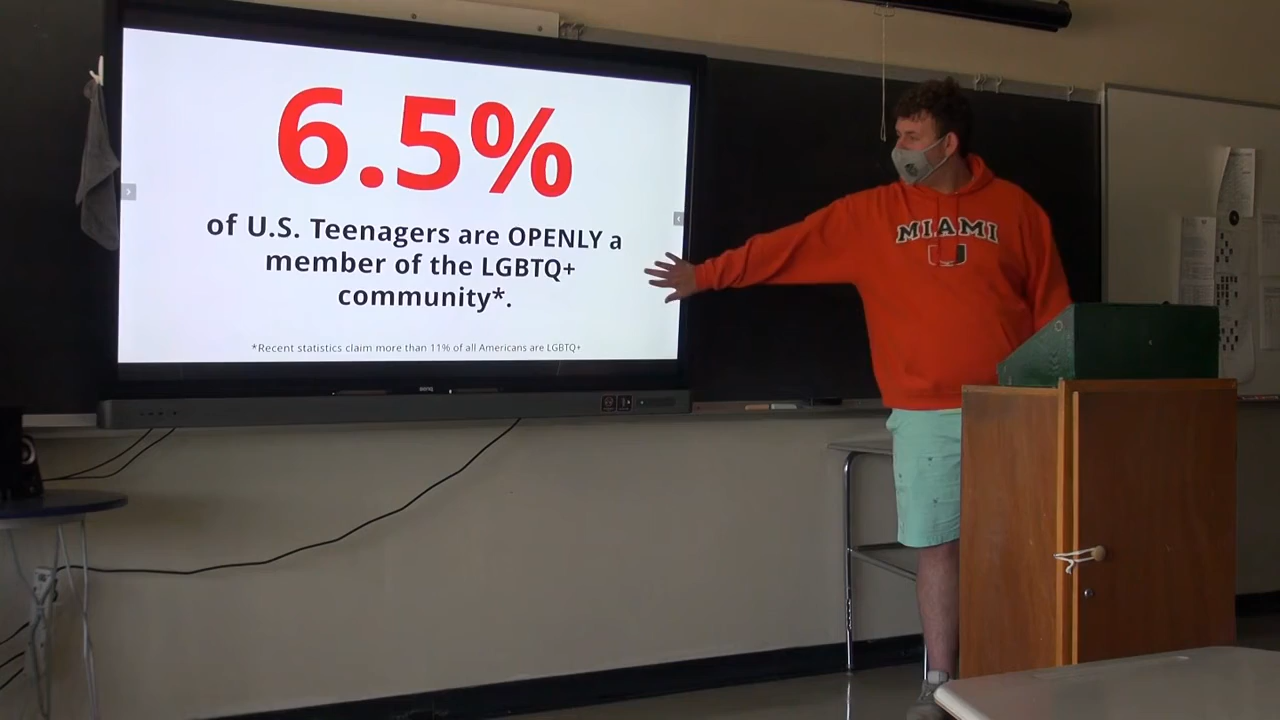 6.5%
of U.S. Teenagers are OPENLY a
member of the LGBTQ+
community*.
*Recent statistics claim more than 11% of all Americans are LGBTQ+
BenQ
MIAMI